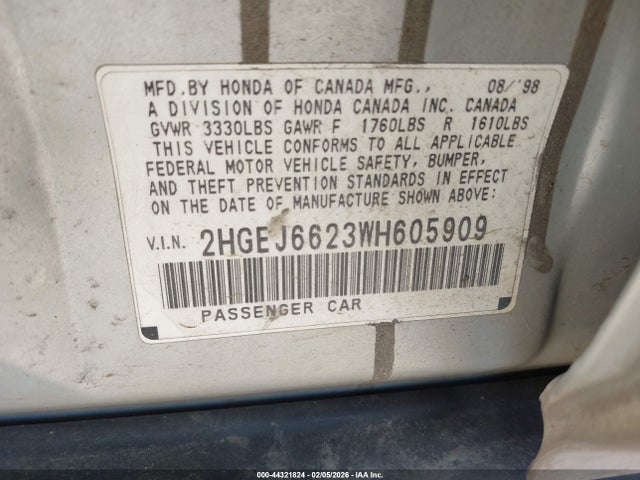 MFD.BY HONDA OF CANADA MFG., 08/'98
A DIVISION OF HONDA CANADA INC. CANADA
GVWR 3330LBS GAWR F 1760LBS R 1610LBS
THIS VEHICLE CONFORMS TO ALL APPLICABLE
FEDERAL MOTOR VEHICLE SAFETY, BUMPER,
AND THEFT PREVENTION STANDARDS IN EFFECT
ON THE DATE OF MANUFACTURE SHOWN ABOVE:
V.I.N. 2HGEJ6623WH605909
PASSENGER CAR
000-44321824 | 02/05/2026 - IAA Inc.